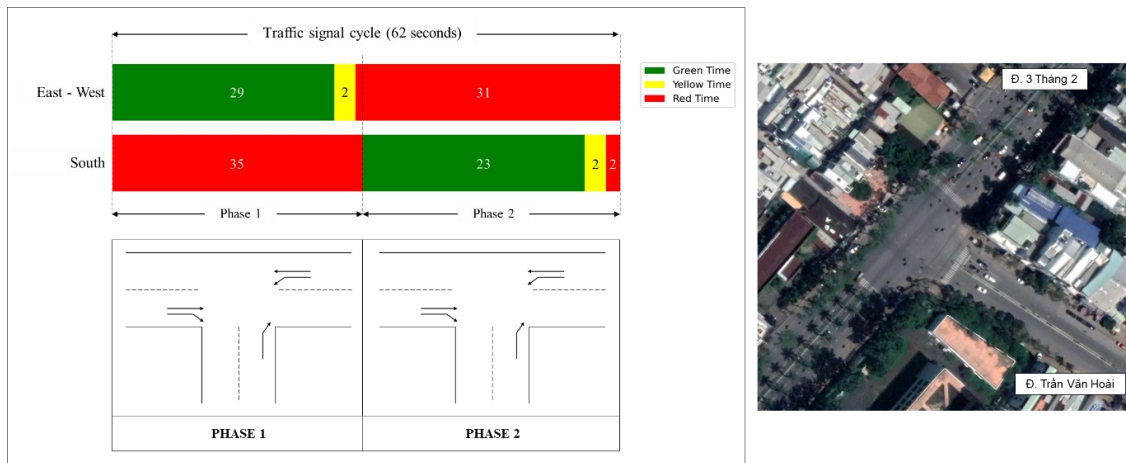 Traffic signal cycle (62 seconds)
East - West
29
2
31
Green Time
Yellow Time
Red Time
South
35
23
2
2
Phase 1
Phase 2
PHASE 1
PHASE 2
Đ. 3 Tháng 2
Đ. Trần Văn Hoài